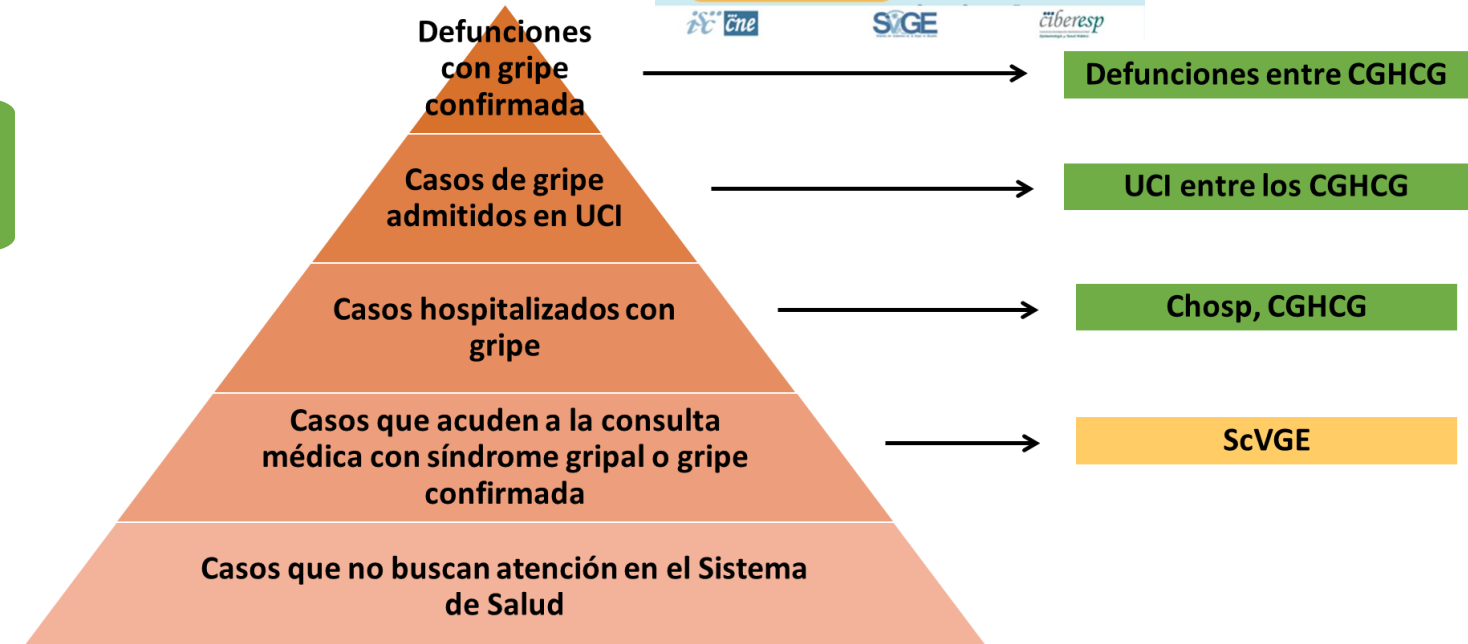 isc cne
SVGE
ciberesp
Defunciones
con gripe
confirmada
Defunciones entre CGHCG
Casos de gripe
admitidos en UCI
UCI entre los CGHCG
Casos hospitalizados con
gripe
Chosp, CGHCG
Casos que acuden a la consulta
médica con síndrome gripal o gripe
confirmada
ScVGE
Casos que no buscan atención en el Sistema
de Salud